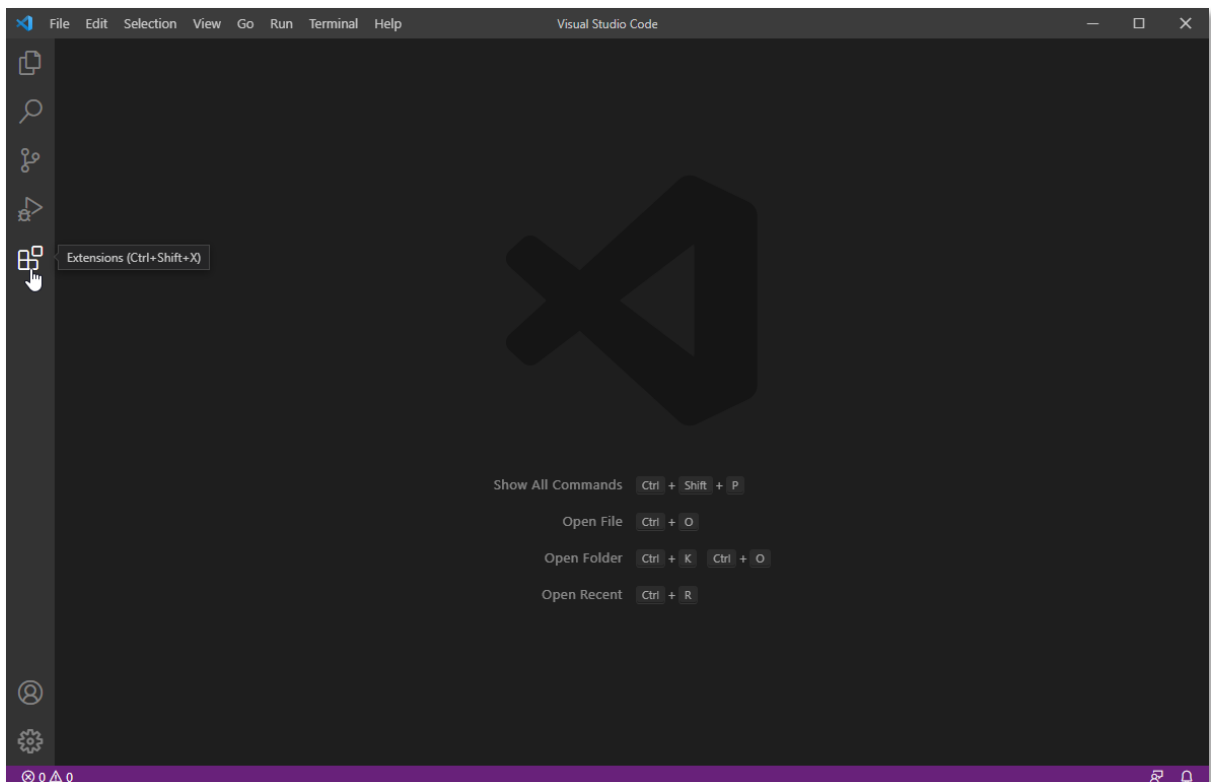 File Edit Selection View Go Run Terminal Help Visual Studio Code
Extensions (Ctrl+Shift+X)
Show All Commands Ctrl + Shift + P
Open File Ctrl + O
Open Folder Ctrl + K Ctrl + O
Open Recent Ctrl + R
0 0